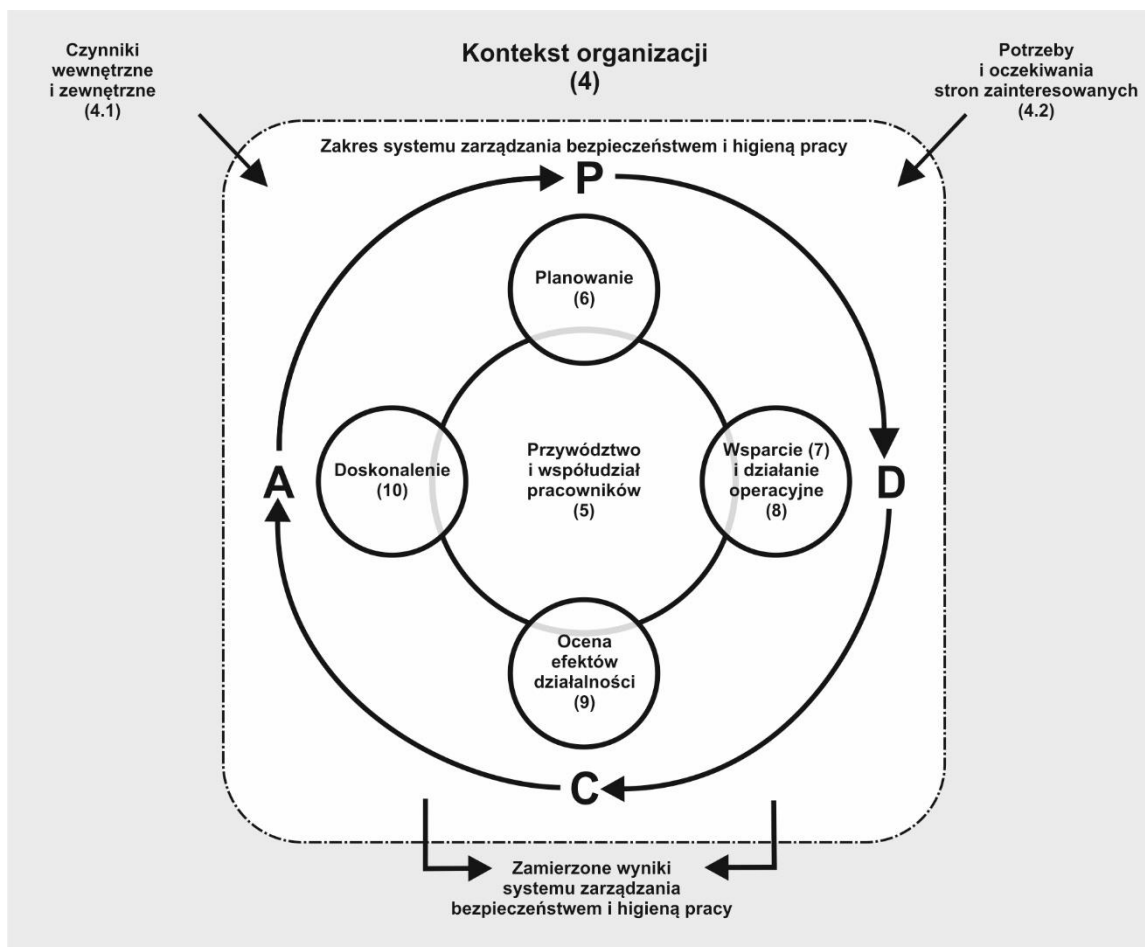 Czynniki
wewnętrzne
i zewnętrzne
(4.1)
Kontekst organizacji
(4)
Potrzeby
i oczekiwania
stron zainteresowanych
(4.2)
Zakres systemu zarządzania bezpieczeństwem i higieną pracy
P
Planowanie
(6)
A
Doskonalenie
(10)
Przywództwo
i współudział
pracowników
(5)
Wsparcie (7)
i działanie
operacyjne
(8)
D
Ocena
efektów
działalności
(9)
C
Zamierzone wyniki
systemu zarządzania
bezpieczeństwem i higieną pracy